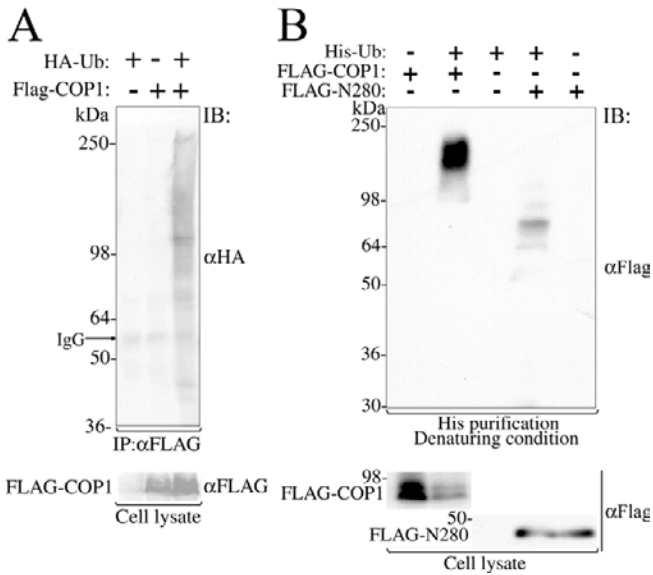 A
HA-Ub: + - +
Flag-COP1: - + +
kDa
IB:
250-
98-
αHA
64-
IgG
50-
36-
IP:αFLAG
FLAG-COP1
αFLAG
Cell lysate
B
His-Ub: - + + + -
FLAG-COP1: + + - - -
FLAG-N280: - - - + +
kDa
IB:
250-
98-
64-
αFlag
50-
36-
30-
His purification
Denaturing condition
98-
FLAG-COP1
50-
αFlag
FLAG-N280
Cell lysate